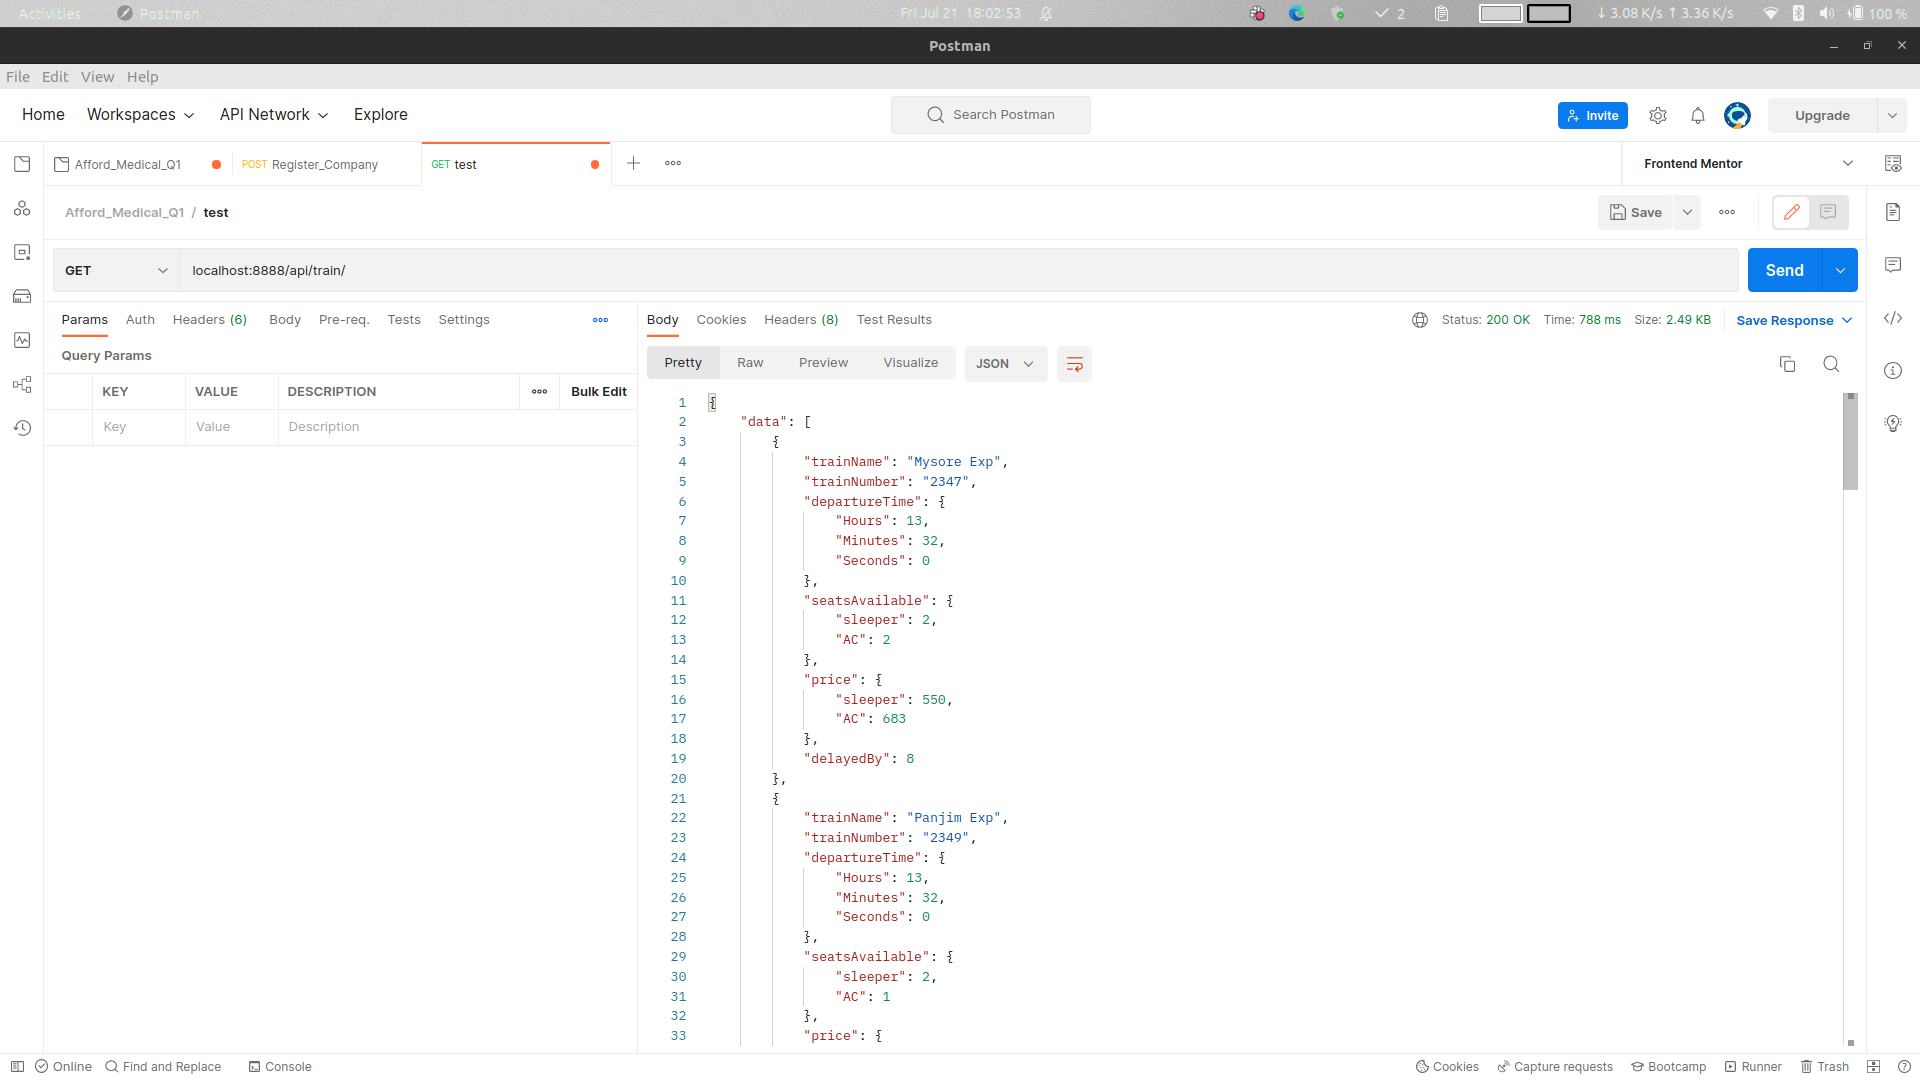 Activities Postman Fri Jul 21 18:02:53 2 ↓ 3.08 K/s ↑ 3.36 K/s 100 %
Postman
File Edit View Help
Home Workspaces API Network Explore Search Postman Invite Upgrade
Afford_Medical_Q1 POST Register_Company GET test Frontend Mentor
Afford_Medical_Q1 / test Save
GET localhost:8888/api/train/ Send
Params Auth Headers (6) Body Pre-req. Tests Settings
Query Params
KEY VALUE DESCRIPTION Bulk Edit
Key Value Description
Body Cookies Headers (8) Test Results Status: 200 OK Time: 788 ms Size: 2.49 KB Save Response
Pretty Raw Preview Visualize JSON
1 {
2 "data": [
3 {
4 "trainName": "Mysore Exp",
5 "trainNumber": "2347",
6 "departureTime": {
7 "Hours": 13,
8 "Minutes": 32,
9 "Seconds": 0
10 },
11 "seatsAvailable": {
12 "sleeper": 2,
13 "AC": 2
14 },
15 "price": {
16 "sleeper": 550,
17 "AC": 683
18 },
19 "delayedBy": 8
20 },
21 {
22 "trainName": "Panjim Exp",
23 "trainNumber": "2349",
24 "departureTime": {
25 "Hours": 13,
26 "Minutes": 32,
27 "Seconds": 0
28 },
29 "seatsAvailable": {
30 "sleeper": 2,
31 "AC": 1
32 },
33 "price": {
Online Find and Replace Console Cookies Capture requests Bootcamp Runner Trash